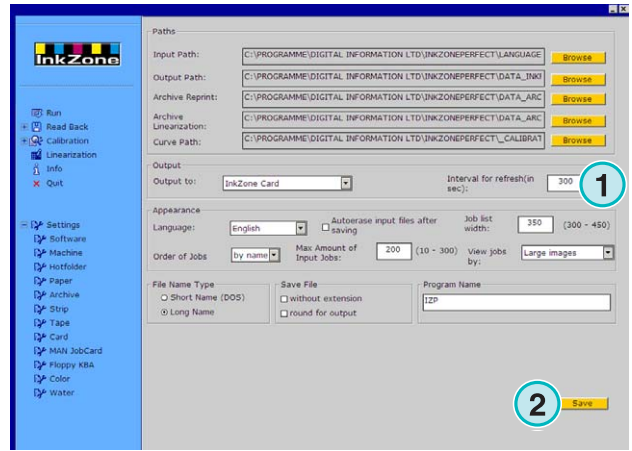 InkZone
Run
Read Back
Calibration
Linearization
Info
Quit
Settings
Software
Machine
Hotfolder
Paper
Archive
Strip
Tape
Card
MAN JobCard
Floppy KBA
Color
Water
Paths
Input Path: C:\PROGRAMME\DIGITAL INFORMATION LTD\INKZONEPERFECT\LANGUAGE Browse
Output Path: C:\PROGRAMME\DIGITAL INFORMATION LTD\INKZONEPERFECT\DATA_INK Browse
Archive Reprint: C:\PROGRAMME\DIGITAL INFORMATION LTD\INKZONEPERFECT\DATA_ARC Browse
Archive
Linearization: C:\PROGRAMME\DIGITAL INFORMATION LTD\INKZONEPERFECT\DATA_ARC Browse
Curve Path: C:\PROGRAMME\DIGITAL INFORMATION LTD\INKZONEPERFECT\_CALIBRAT Browse
Output
Output to: InkZone Card Interval for refresh(in
sec): 300 1
Appearance
Language: English Autoerase input files after
saving Job list
width: 350 (300 - 450)
Order of Jobs by name Max Amount of
Input Jobs: 200 (10 - 300) View jobs
by: Large images
File Name Type
Short Name (DOS)
Long Name
Save File
without extension
round for output
Program Name
IZP
2 Save